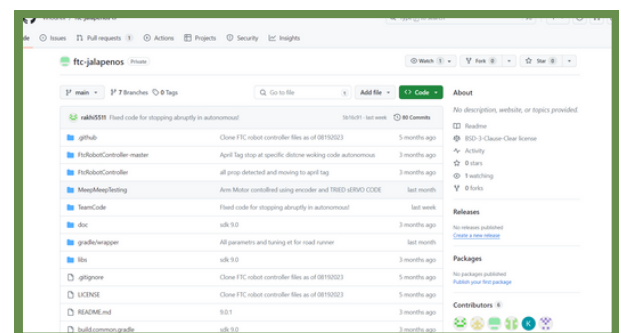 de Issues Pull requests 1 Actions Projects Security Insights
ftc-jalapenos Private Watch 1 Fork 0 Star 0
main 7 Branches 0 Tags Go to file t Add file Code
rakhi5511 Fixed code for stopping abruptly in autonomous! last week 80 Commits
.github Clone FTC robot controller files as of 08192023 5 months ago
FtcRobotController-master April Tag stop at specific distone woking code autonomous 3 months ago
FtcRobotController all prop detected and moving to april tag 3 months ago
MeepMeepTesting Arm Motor contollred using encoder and TRIED sERVO CODE last month
TeamCode Fixed code for stopping abruptly in autonomous! last week
doc sdk 9.0 3 months ago
gradle/wrapper All parametrs and tuning et for road runner last month
libs sdk 9.0 3 months ago
.gitignore Clone FTC robot controller files as of 08192023 5 months ago
LICENSE Clone FTC robot controller files as of 08192023 5 months ago
README.md 9.0.1 3 months ago
build.common.gradle sdk 9.0 3 months ago
About
No description, website, or topics provided.
Readme
BSD-3-Clause-Clear license
Activity
0 stars
1 watching
0 forks
Releases
No releases published
Create a new release
Packages
No packages published
Publish your first package
Contributors 6
K